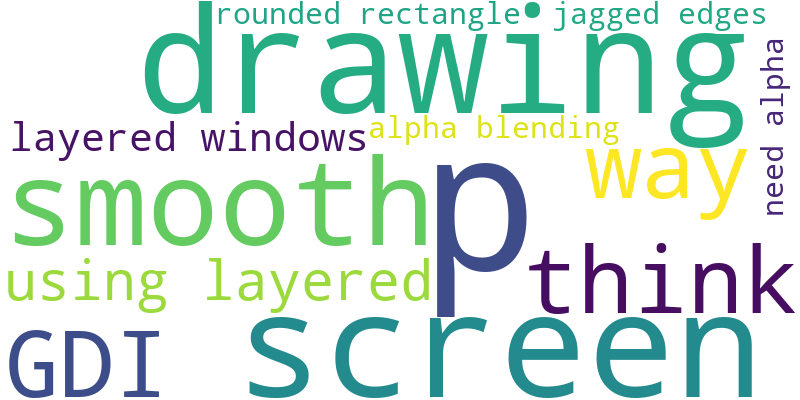 rounded rectangle jagged edges
drawing
need alpha
layered windows
alpha blending
way
smooth
p
using layered
think
GDI
screen